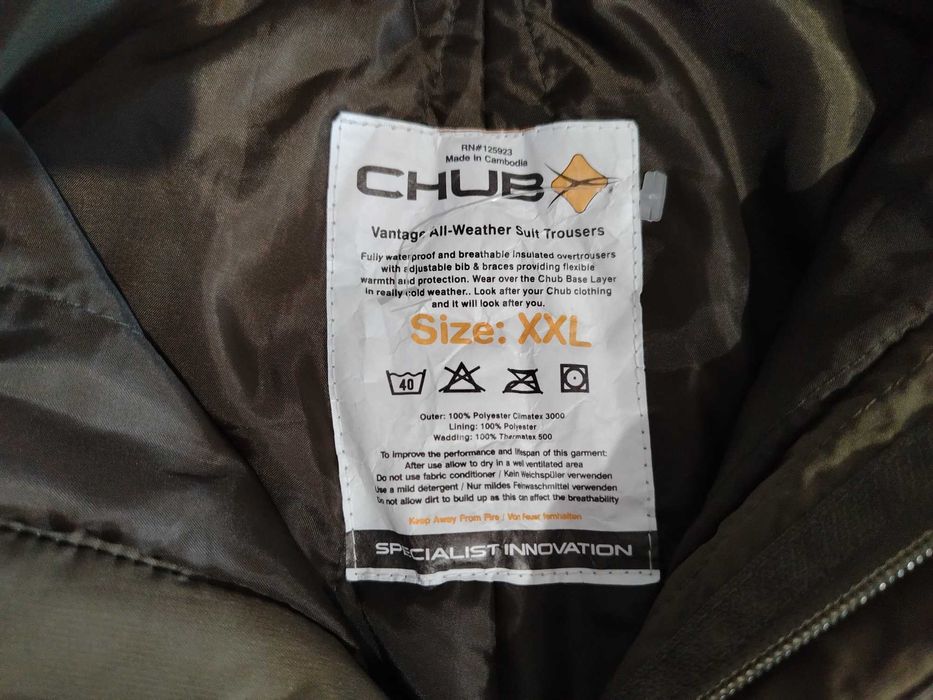 RN#125923
Made in Cambodia
CHUB
Vantage All-Weather Suit Trousers
Fully waterproof and breathable insulated overtrousers
with adjustable bib & braces providing flexible
warmth and protection. Wear over the Chub Base Layer
in really cold weather.. Look after your Chub clothing
and it will look after you.
Size: XXL
40
Outer: 100% Polyester Climatex 3000
Lining: 100% Polyester
Wadding: 100% Thermatex 500
To improve the performance and lifespan of this garment:
After use allow to dry in a well ventilated area
Do not use fabric conditioner / Kein Weichspüler verwenden
Use a mild detergent / Nur mildes Feinwaschmittel verwenden
Do not allow dirt to build up as this can affect the breathability
Keep Away From Fire / Von Feuer fernhalten
SPECIALIST INNOVATION